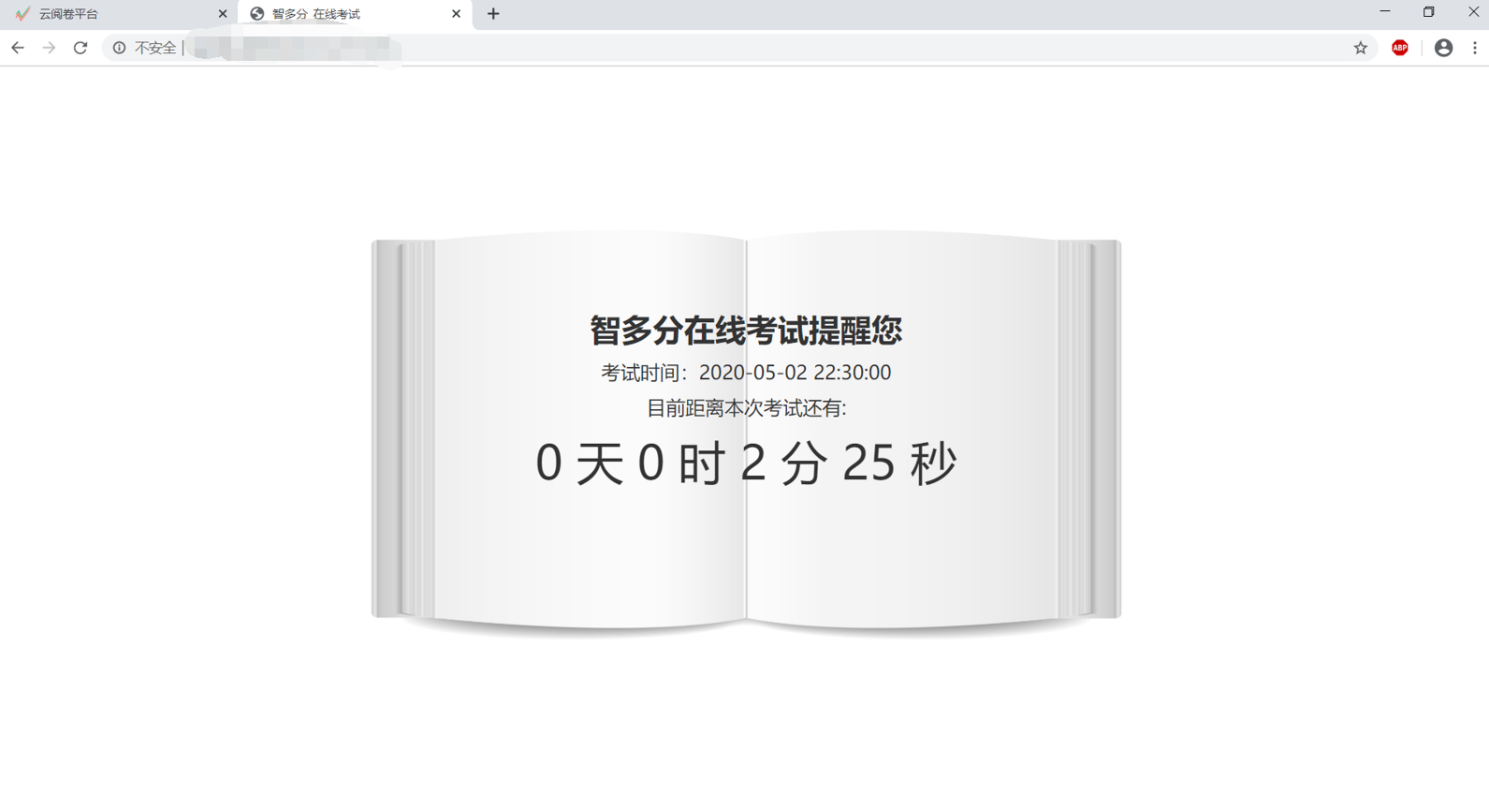 云阅卷平台
智多分 在线考试
不安全
ABP
智多分在线考试提醒您
考试时间：2020-05-02 22:30:00
目前距离本次考试还有:
0 天 0 时 2 分 25 秒